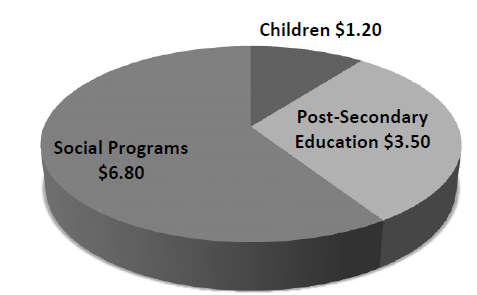 Children $1.20
Post-Secondary
Education $3.50
Social Programs
$6.80